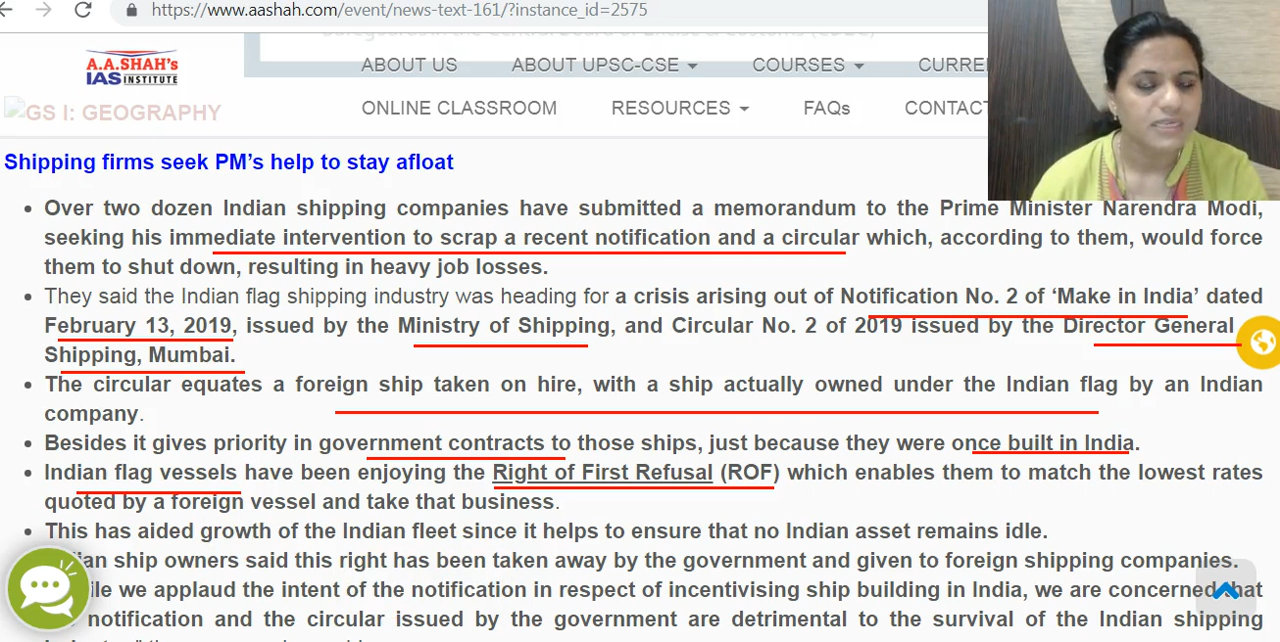 https://www.aashah.com/event/news-text-161/?instance_id=2575
A.A.SHAH's
IAS INSTITUTE
ABOUT US ABOUT UPSC-CSE COURSES CURRE
GS I: GEOGRAPHY
ONLINE CLASSROOM RESOURCES FAQs CONTACT
Shipping firms seek PM's help to stay afloat
• Over two dozen Indian shipping companies have submitted a memorandum to the Prime Minister Narendra Modi,
seeking his immediate intervention to scrap a recent notification and a circular which, according to them, would force
them to shut down, resulting in heavy job losses.
• They said the Indian flag shipping industry was heading for a crisis arising out of Notification No. 2 of 'Make in India' dated
February 13, 2019, issued by the Ministry of Shipping, and Circular No. 2 of 2019 issued by the Director General
Shipping, Mumbai.
• The circular equates a foreign ship taken on hire, with a ship actually owned under the Indian flag by an Indian
company.
• Besides it gives priority in government contracts to those ships, just because they were once built in India.
• Indian flag vessels have been enjoying the Right of First Refusal (ROF) which enables them to match the lowest rates
quoted by a foreign vessel and take that business.
• This has aided growth of the Indian fleet since it helps to ensure that no Indian asset remains idle.
ian ship owners said this right has been taken away by the government and given to foreign shipping companies.
ile we applaud the intent of the notification in respect of incentivising ship building in India, we are concerned that
notification and the circular issued by the government are detrimental to the survival of the Indian shipping